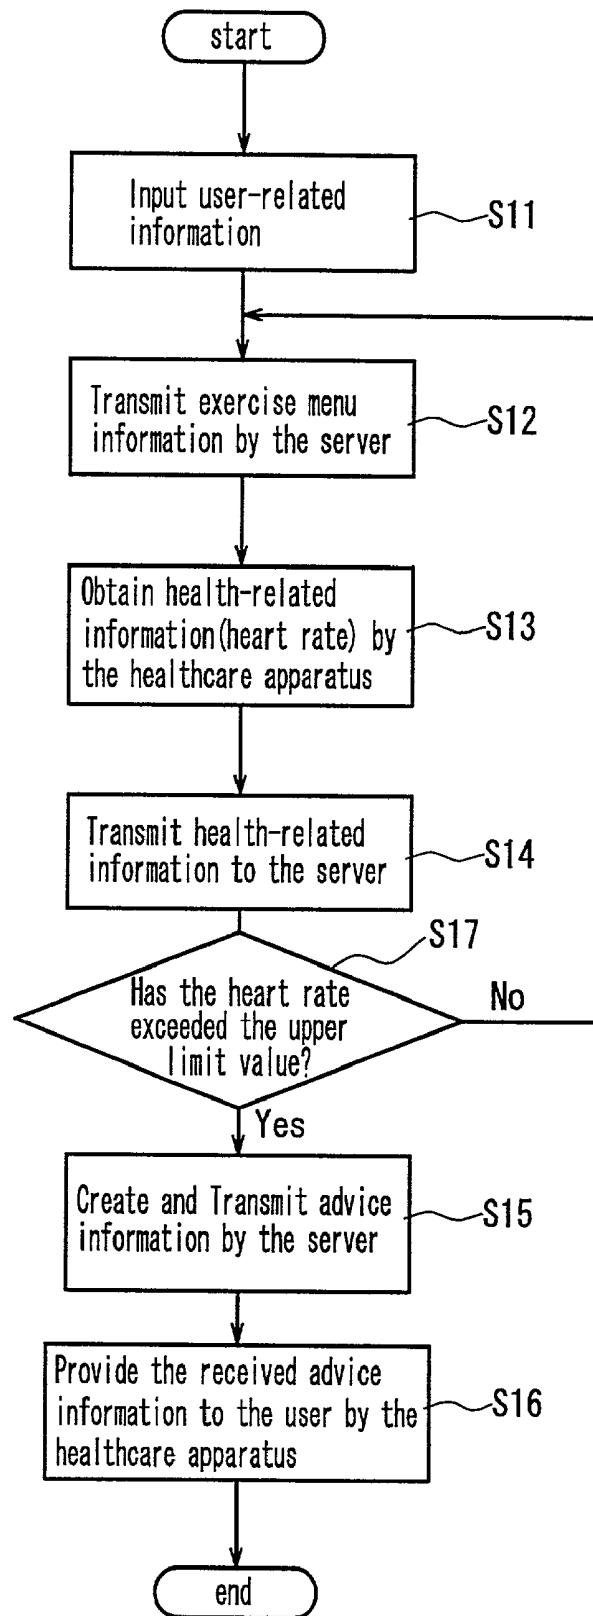 start
Input user-related
information
S11
Transmit exercise menu
information by the server
S12
Obtain health-related
information(heart rate) by
the healthcare apparatus
S13
Transmit health-related
information to the server
S14
S17
Has the heart rate
exceeded the upper
limit value?
No
Yes
Create and Transmit advice
information by the server
S15
Provide the received advice
information to the user by the
healthcare apparatus
S16
end